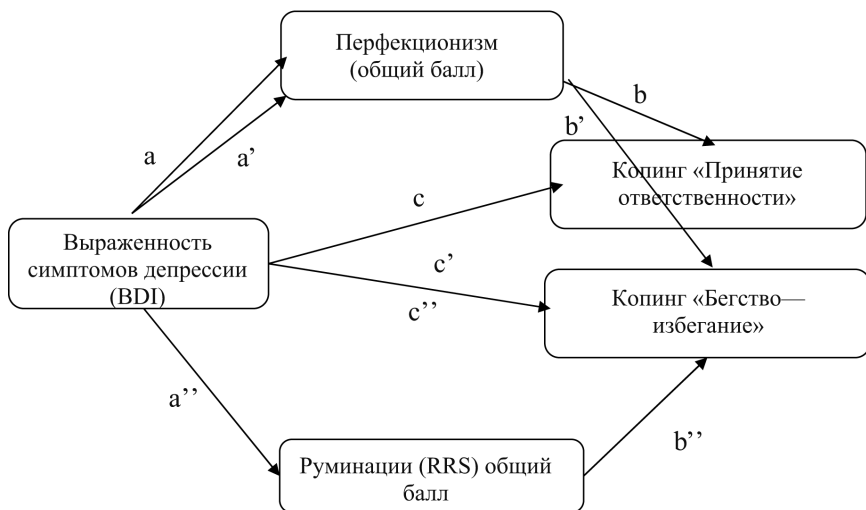 Перфекционизм
(общий балл)
b
b’
a
a’
Копинг «Принятие
ответственности»
c
Выраженность
симптомов депрессии
(BDI)
c’
c’’
Копинг «Бегство—
избегание»
a’’
b’’
Руминации (RRS) общий
балл